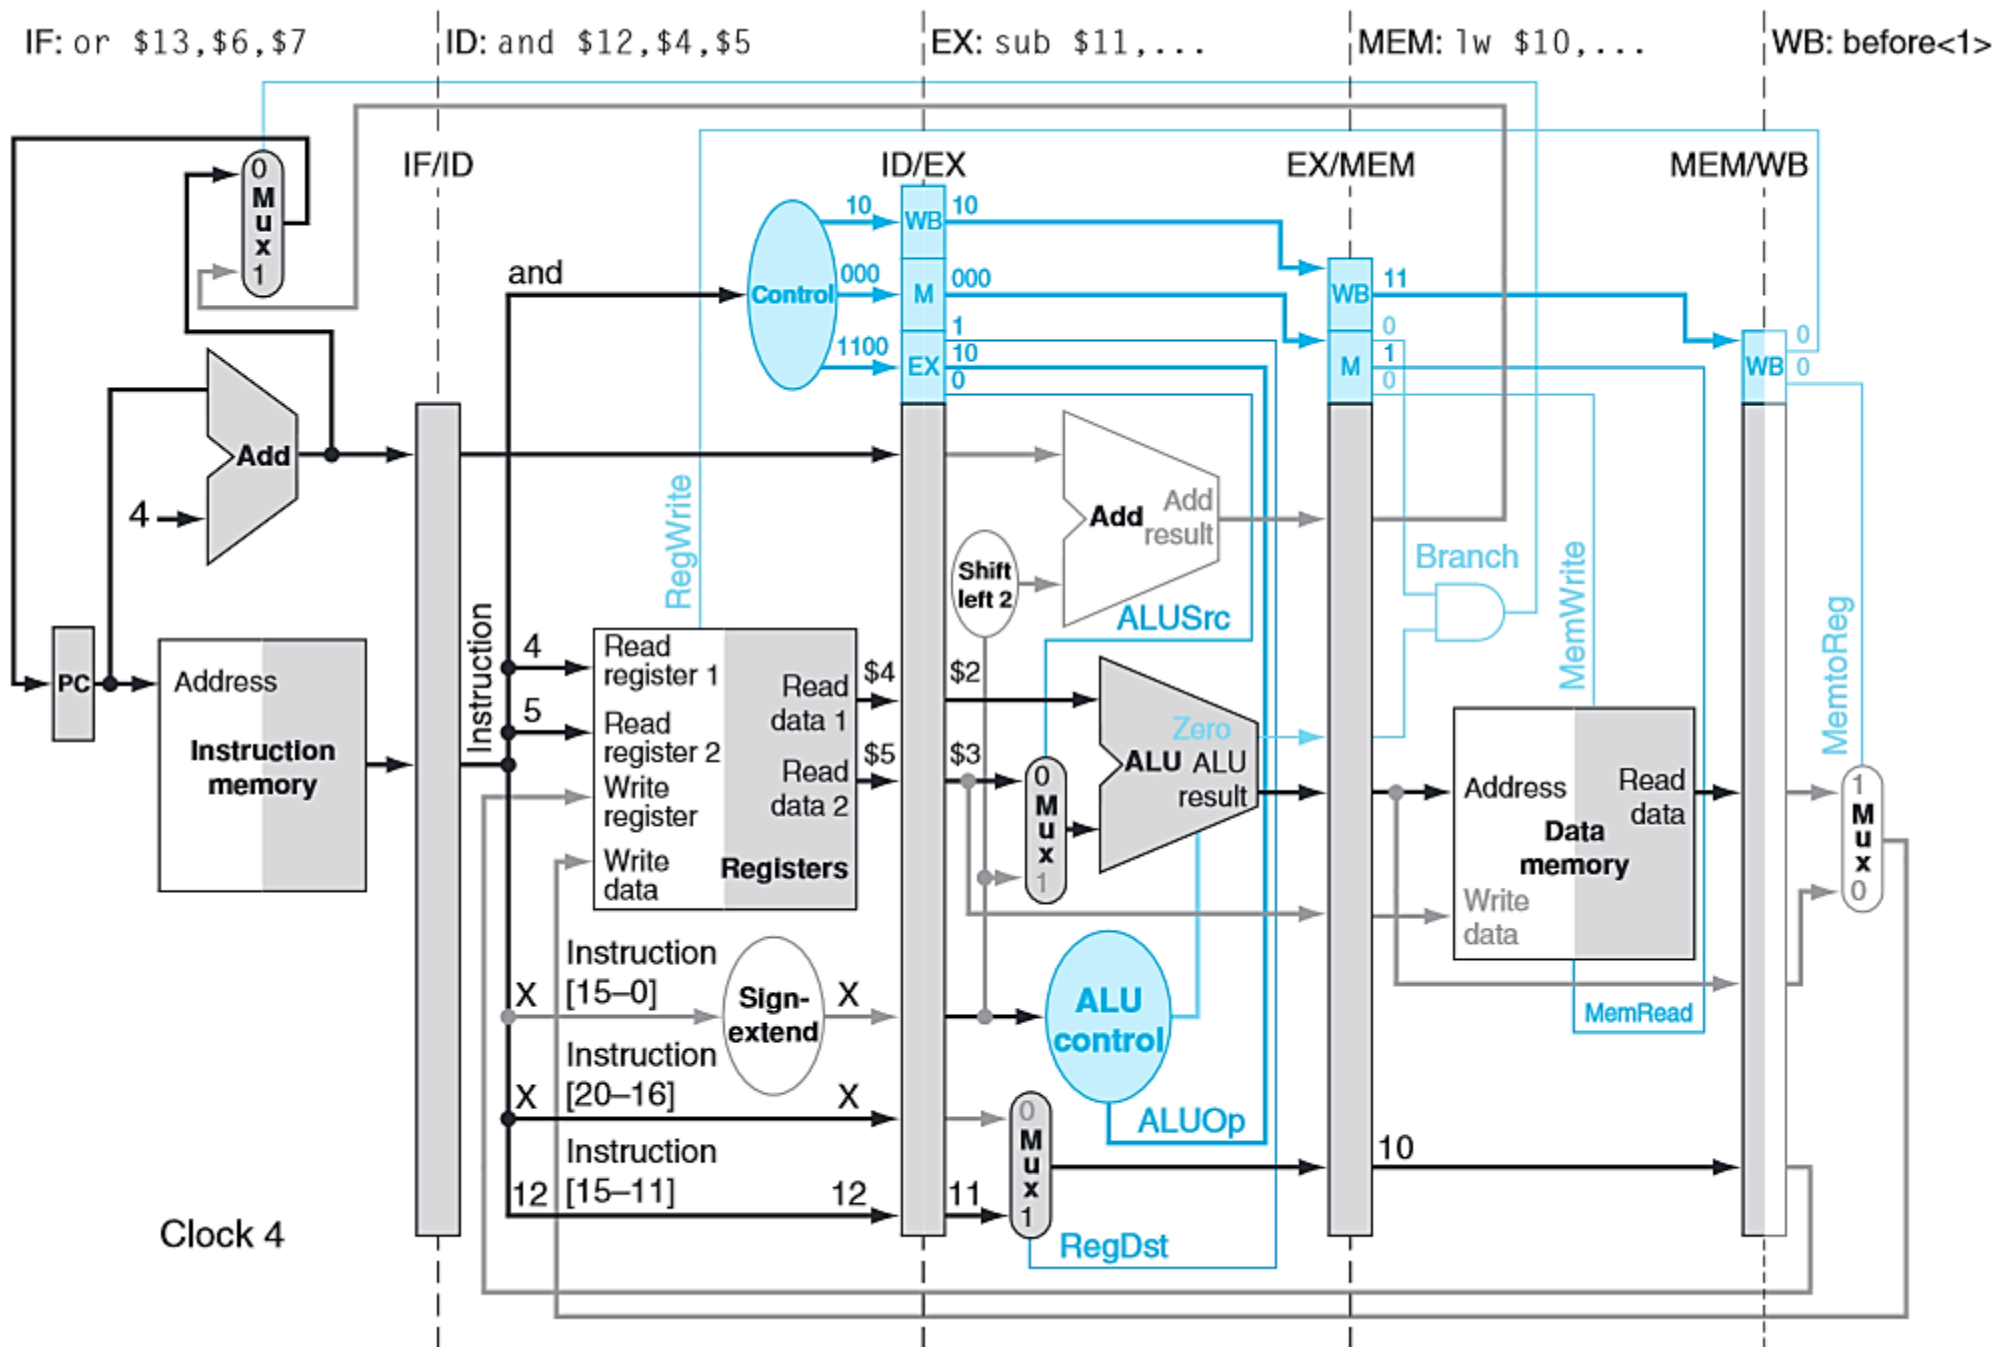 IF: or $13,$6,$7
ID: and $12,$4,$5
EX: sub $11,...
MEM: lw $10,...
WB: before<1>
IF/ID
ID/EX
EX/MEM
MEM/WB
0
Mux
1
and
Control
10
000
1100
WB
M
EX
10
000
1
10
0
WB
M
11
0
1
0
WB
0
0
Add
4
RegWrite
Add
Add
result
Shift
left 2
ALUSrc
Branch
MemWrite
MemtoReg
PC
Address
Instruction
memory
Instruction
4
5
Read
register 1
Read
register 2
Write
register
Write
data
Read
data 1
Read
data 2
Registers
$4
$5
$2
$3
0
Mux
1
Zero
ALU
ALU
result
Address
Read
data
Data
memory
Write
data
MemRead
1
Mux
0
Instruction
[15–0]
X
Sign-
extend
X
ALU
control
Instruction
[20–16]
X
X
ALUOp
Instruction
[15–11]
12
12
11
0
Mux
1
RegDst
10
Clock 4